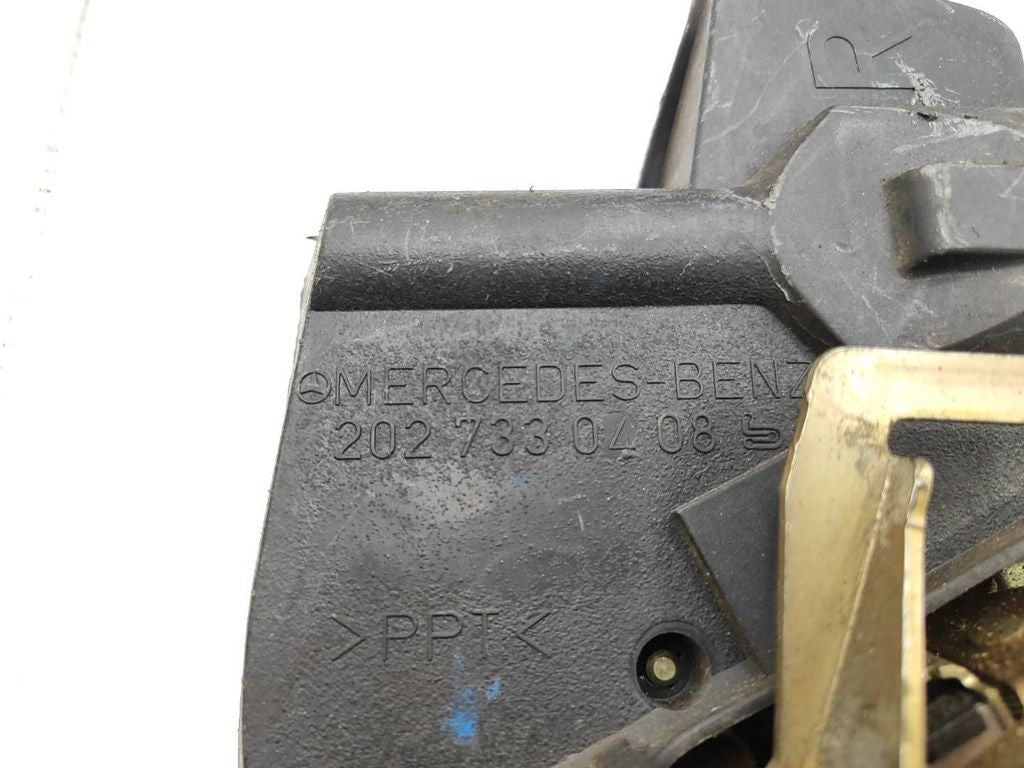 R
MERCEDES-BENZ
202 733 04 08
>PPT<